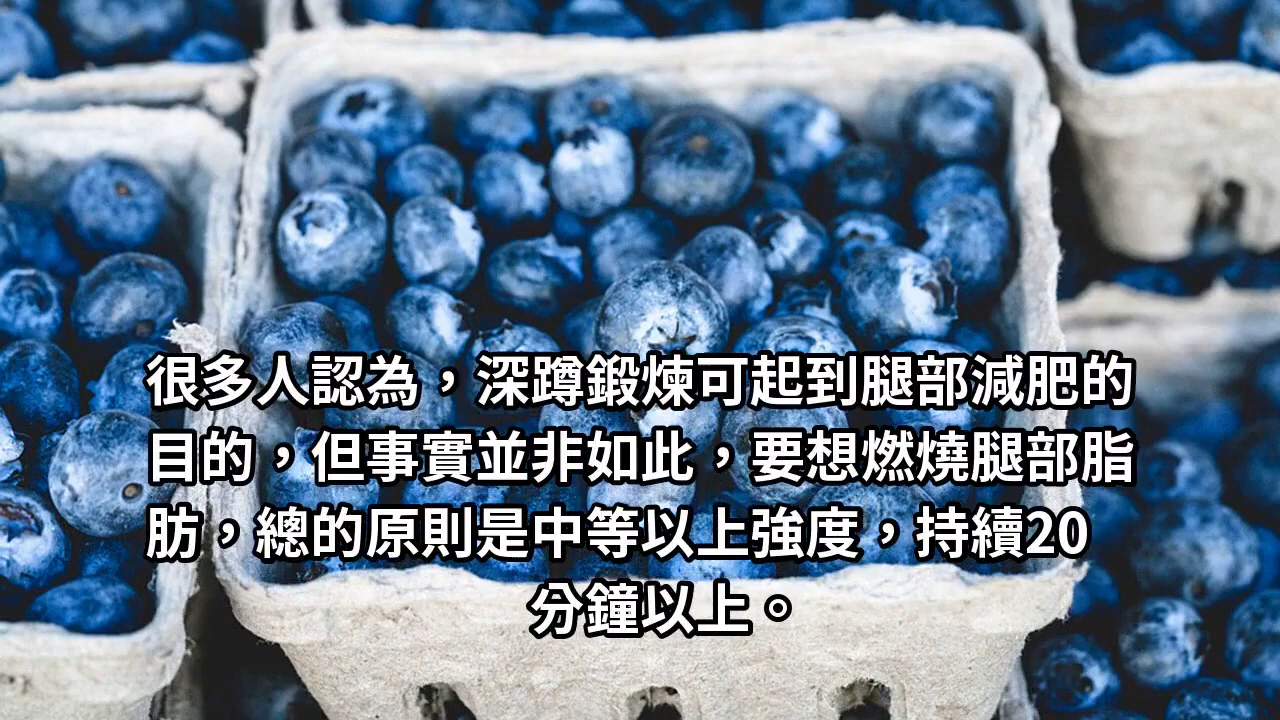 很多人認為，深蹲鍛煉可起到腿部減肥的
目的，但事實並非如此，要想燃燒腿部脂
肪，總的原則是中等以上強度，持續20
分鐘以上。